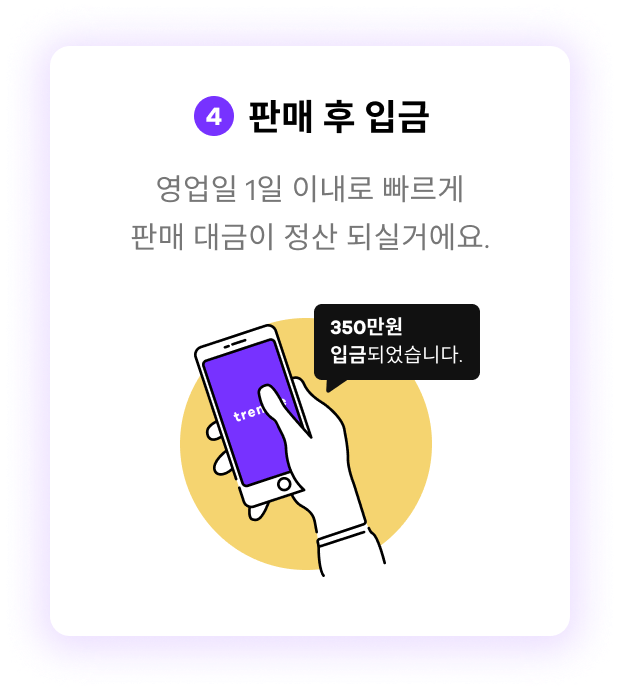 4 판매 후 입금
영업일 1일 이내로 빠르게
판매 대금이 정산 되실거에요.
350만원
입금되었습니다.